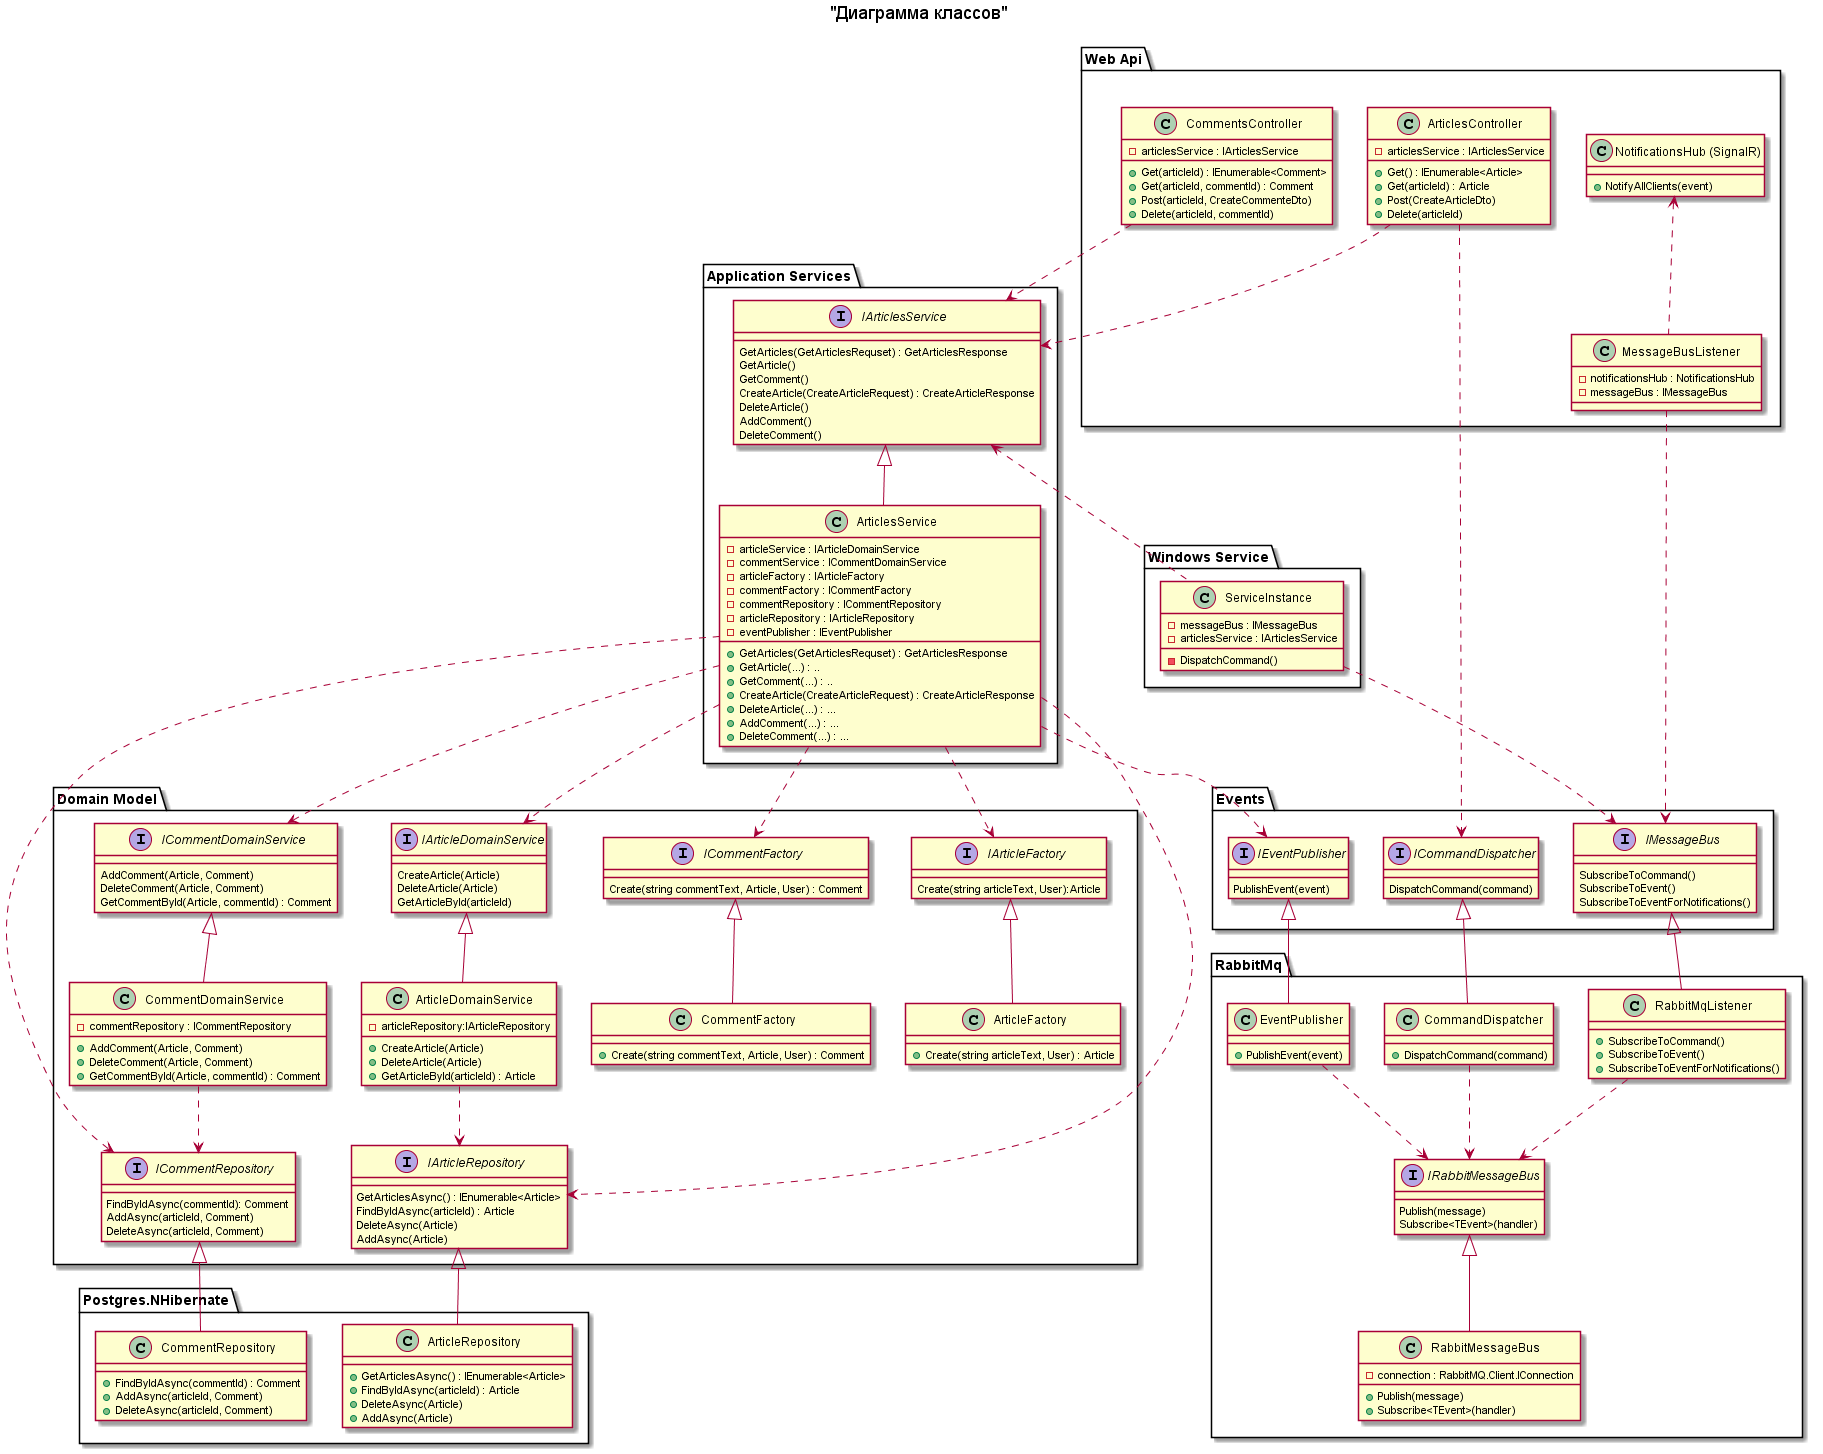 "Диаграмма классов"
Web Api
C CommentsController
articlesService : IArticlesService
Get(articleId) : IEnumerable<Comment>
Get(articleId, commentId) : Comment
Post(articleId, CreateCommenteDto)
Delete(articleId, commentId)
C ArticlesController
articlesService : IArticlesService
Get() : IEnumerable<Article>
Get(articleId) : Article
Post(CreateArticleDto)
Delete(articleId)
C NotificationsHub (SignalR)
NotifyAllClients(event)
C MessageBusListener
notificationsHub : NotificationsHub
messageBus : IMessageBus
Application Services
I IArticlesService
GetArticles(GetArticlesRequset) : GetArticlesResponse
GetArticle()
GetComment()
CreateArticle(CreateArticleRequest) : CreateArticleResponse
DeleteArticle()
AddComment()
DeleteComment()
C ArticlesService
articleService : IArticleDomainService
commentService : ICommentDomainService
articleFactory : IArticleFactory
commentFactory : ICommentFactory
commentRepository : ICommentRepository
articleRepository : IArticleRepository
eventPublisher : IEventPublisher
GetArticles(GetArticlesRequset) : GetArticlesResponse
GetArticle(...) : ..
GetComment(...) : ..
CreateArticle(CreateArticleRequest) : CreateArticleResponse
DeleteArticle(...) : ...
AddComment(...) : ...
DeleteComment(...) : ...
Windows Service
C ServiceInstance
messageBus : IMessageBus
articlesService : IArticlesService
DispatchCommand()
Domain Model
I ICommentDomainService
AddComment(Article, Comment)
DeleteComment(Article, Comment)
GetCommentById(Article, commentId) : Comment
I IArticleDomainService
CreateArticle(Article)
DeleteArticle(Article)
GetArticleById(articleId)
I ICommentFactory
Create(string commentText, Article, User) : Comment
I IArticleFactory
Create(string articleText, User):Article
C CommentDomainService
commentRepository : ICommentRepository
AddComment(Article, Comment)
DeleteComment(Article, Comment)
GetCommentById(Article, commentId) : Comment
C ArticleDomainService
articleRepository:IArticleRepository
CreateArticle(Article)
DeleteArticle(Article)
GetArticleById(articleId) : Article
C CommentFactory
Create(string commentText, Article, User) : Comment
C ArticleFactory
Create(string articleText, User) : Article
I ICommentRepository
FindByIdAsync(commentId): Comment
AddAsync(articleId, Comment)
DeleteAsync(articleId, Comment)
I IArticleRepository
GetArticlesAsync() : IEnumerable<Article>
FindByIdAsync(articleId) : Article
DeleteAsync(Article)
AddAsync(Article)
Events
I IEventPublisher
PublishEvent(event)
I ICommandDispatcher
DispatchCommand(command)
I IMessageBus
SubscribeToCommand()
SubscribeToEvent()
SubscribeToEventForNotifications()
RabbitMq
C EventPublisher
PublishEvent(event)
C CommandDispatcher
DispatchCommand(command)
C RabbitMqListener
SubscribeToCommand()
SubscribeToEvent()
SubscribeToEventForNotifications()
I IRabbitMessageBus
Publish(message)
Subscribe<TEvent>(handler)
C RabbitMessageBus
connection : RabbitMQ.Client.IConnection
Publish(message)
Subscribe<TEvent>(handler)
Postgres.NHibernate
C CommentRepository
FindByIdAsync(commentId) : Comment
AddAsync(articleId, Comment)
DeleteAsync(articleId, Comment)
C ArticleRepository
GetArticlesAsync() : IEnumerable<Article>
FindByIdAsync(articleId) : Article
DeleteAsync(Article)
AddAsync(Article)